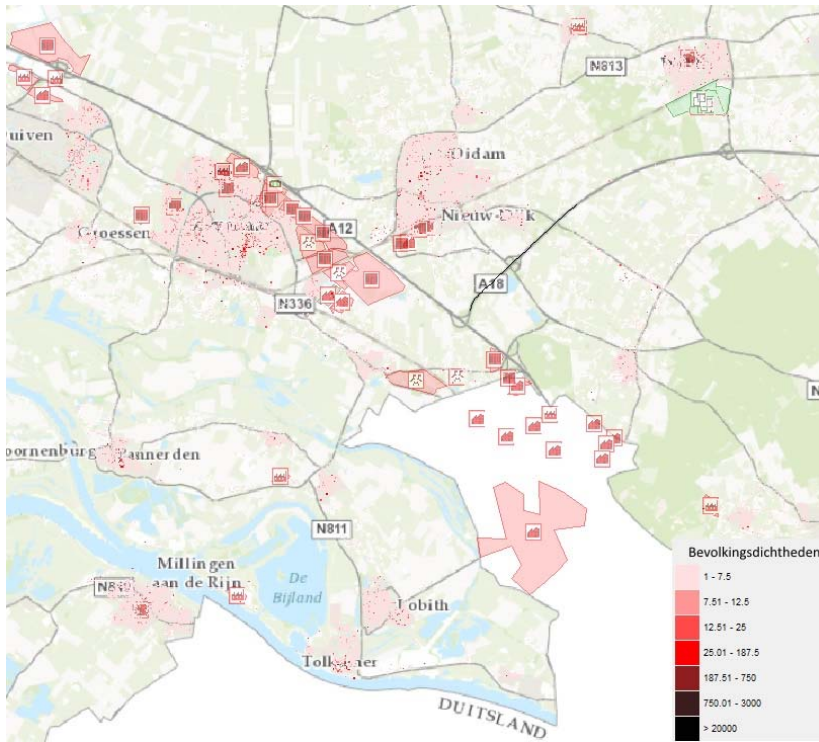 N813
uiven
Didam
Nieuw-Dijk
Groessen
A12
A18
N336
oornenburg
Pannerden
N811
Millingen
aan de Rijn
De
Bijland
Lobith
DUITSLAND
Bevolkingsdichtheden
1 - 7.5
7.51 - 12.5
12.51 - 25
25.01 - 187.5
187.51 - 750
750.01 - 3000
> 20000